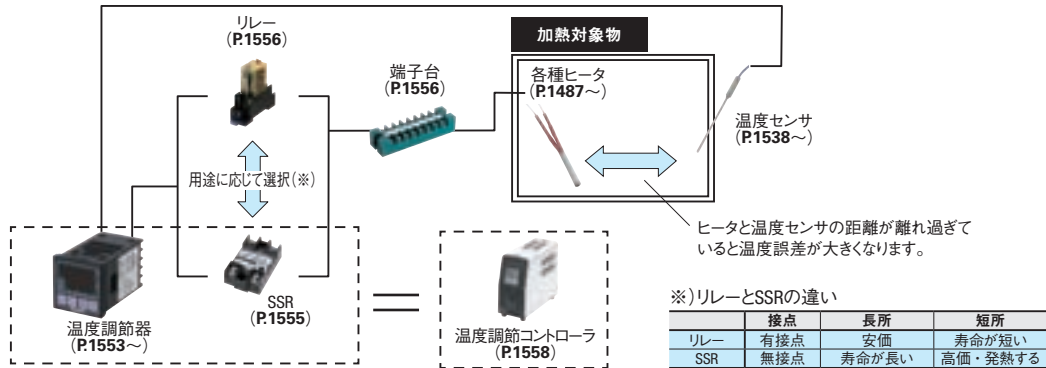 リレー
(P.1556)
端子台
(P.1556)
加熱対象物
各種ヒータ
(P.1487〜)
温度センサ
(P.1538〜)
用途に応じて選択(※)
ヒータと温度センサの距離が離れ過ぎて
いると温度誤差が大きくなります。
温度調節器
(P.1553〜)
SSR
(P.1555)
=
温度調節コントローラ
(P.1558)
※)リレーとSSRの違い
接点 長所 短所
リレー 有接点 安価 寿命が短い
SSR 無接点 寿命が長い 高価・発熱する